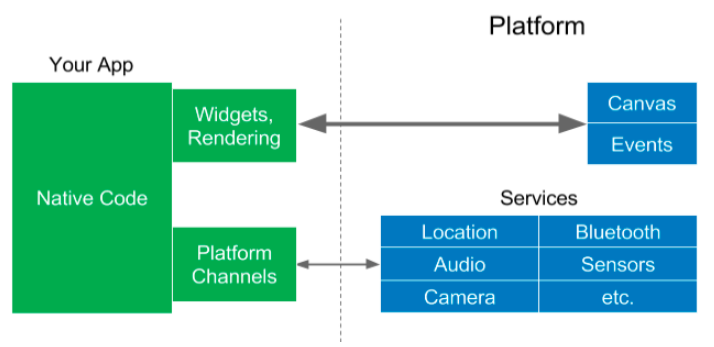 Platform
Your App
Widgets,
Rendering
Canvas
Events
Native Code
Services
Platform
Channels
Location
Bluetooth
Audio
Sensors
Camera
etc.